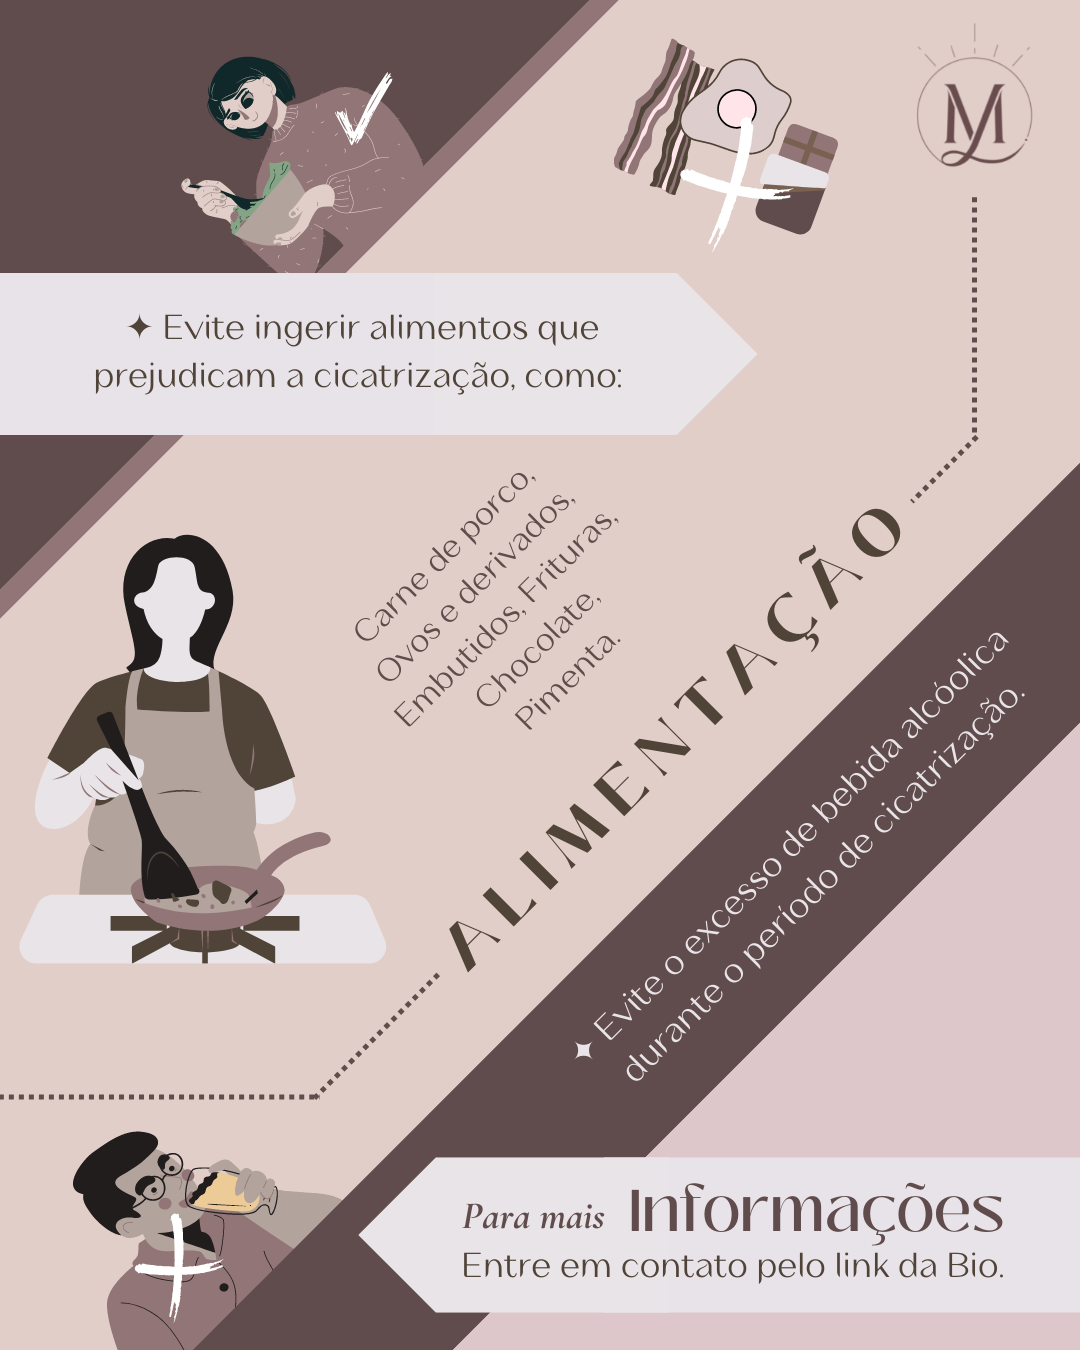 M
✦ Evite ingerir alimentos que
prejudicam a cicatrização, como:
Carne de porco,
Ovos e derivados,
Embutidos, Frituras,
Chocolate,
Pimenta.
ALIMENTAÇÃO
✦ Evite o excesso de bebida alcóolica
durante o período de cicatrização.
Para mais Informações
Entre em contato pelo link da Bio.